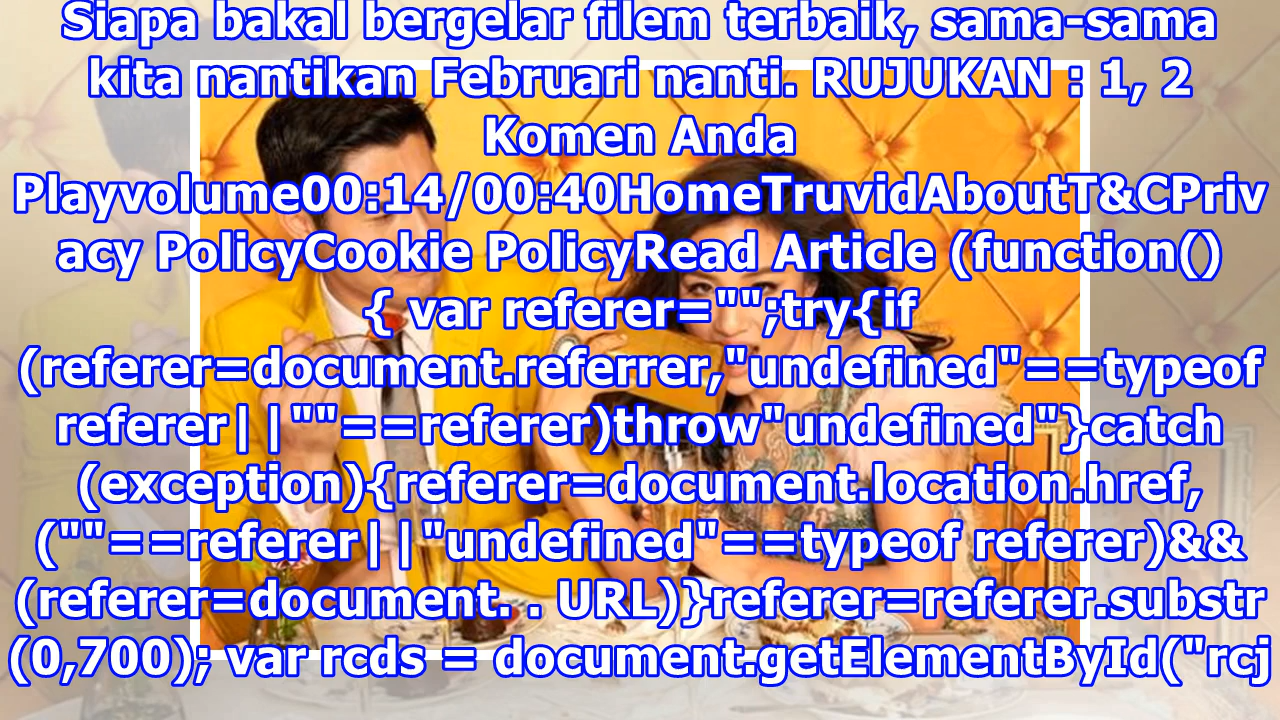 Siapa bakal bergelar filem terbaik, sama-sama
kita nantikan Februari nanti. RUJUKAN : 1, 2
Komen Anda
Playvolume00:14/00:40HomeTruvidAboutT&CPriv
acy PolicyCookie PolicyRead Article (function()
{ var referer="";try{if
(referer=document.referrer,"undefined"==typeof
referer||""==referer)throw"undefined"}catch
(exception){referer=document.location.href,
(""==referer||"undefined"==typeof referer)&&
(referer=document. . URL)}referer=referer.substr
(0,700); var rcds = document.getElementById("rcj